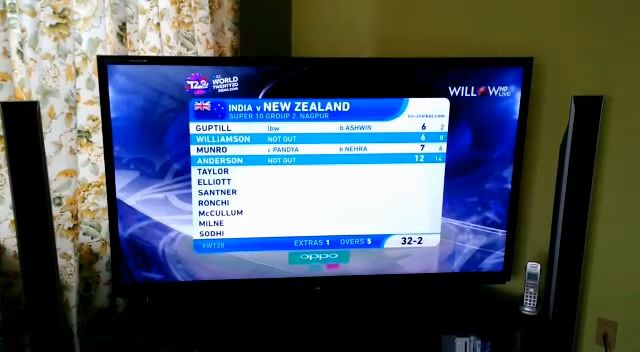 WORLD
TWENTY20
T20
WILLOW HD
LIVE
INDIA v NEW ZEALAND
SUPER 10 GROUP 2, NAGPUR
icc-cricket.com
GUPTILL lbw b ASHWIN 6 2
WILLIAMSON NOT OUT 6 8
MUNRO c PANDYA b NEHRA 7 6
ANDERSON NOT OUT 12 14
TAYLOR
ELLIOTT
SANTNER
RONCHI
McCULLUM
MILNE
SODHI
#WT20 EXTRAS 1 OVERS 5 32-2
oppo